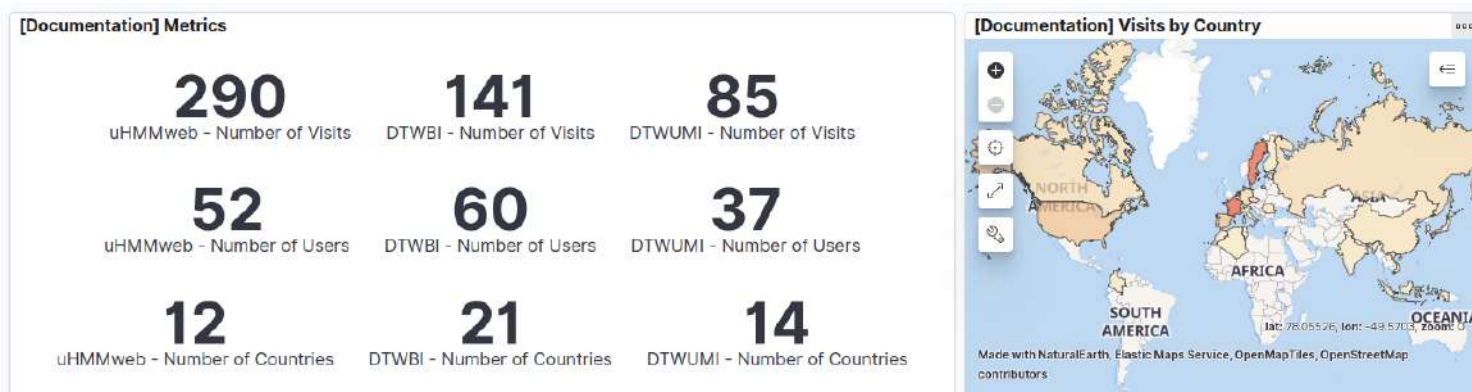 [Documentation] Metrics
290
uHMMweb - Number of Visits
141
DTWBI - Number of Visits
85
DTWUMI - Number of Visits
52
uHMMweb - Number of Users
60
DTWBI - Number of Users
37
DTWUMI - Number of Users
12
uHMMweb - Number of Countries
21
DTWBI - Number of Countries
14
DTWUMI - Number of Countries
[Documentation] Visits by Country
NORTH
AMERICA
ASIA
AFRICA
SOUTH
AMERICA
OCEANIA
lat: 78.05526, lon: -49.5703, zoom: 0
Made with NaturalEarth, Elastic Maps Service, OpenMapTiles, OpenStreetMap
contributors